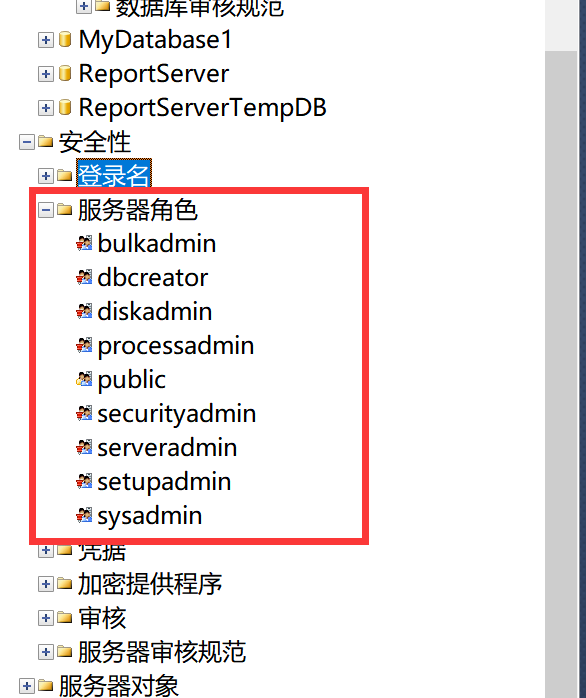 数据库审核规范
MyDatabase1
ReportServer
ReportServerTempDB
安全性
登录名
服务器角色
bulkadmin
dbcreator
diskadmin
processadmin
public
securityadmin
serveradmin
setupadmin
sysadmin
凭据
加密提供程序
审核
服务器审核规范
服务器对象